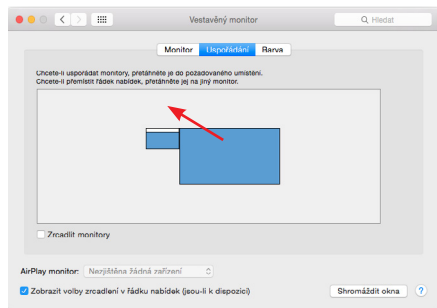 Vestavěný monitor
Hledat
Monitor Uspořádání Barva
Chcete-li uspořádat monitory, přetáhněte je do požadovaného umístění.
Chcete-li přemístit řádek nabídek, přetáhněte jej na jiný monitor.
Zrcadlit monitory
AirPlay monitor: Nezjištěna žádná zařízení
Zobrazit volby zrcadlení v řádku nabídek (jsou-li k dispozici)
Shromáždit okna ?